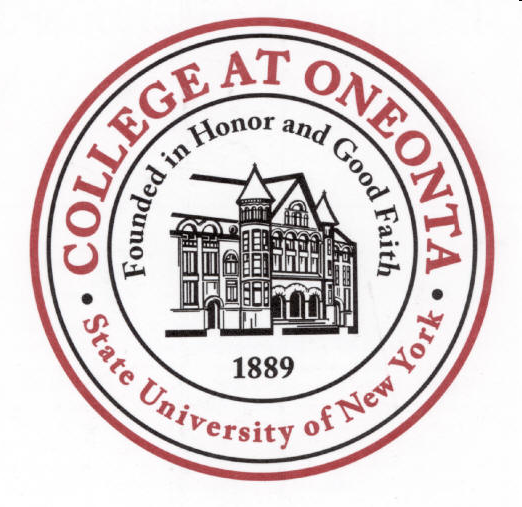 COLLEGE AT ONEONTA
Founded in Honor and Good Faith
1889
• State University of New York •